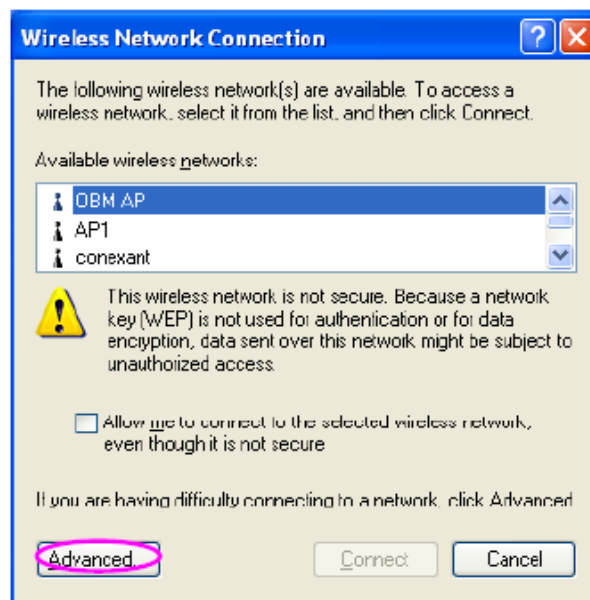 Wireless Network Connection
?
The following wireless network(s) are available. To access a
wireless network, select it from the list, and then click Connect.
Available wireless networks:
OBM AP
AP1
conexant
This wireless network is not secure. Because a network
key (WEP) is not used for authentication or for data
encryption, data sent over this network might be subject to
unauthorized access.
Allow me to connect to the selected wireless network,
even though it is not secure
If you are having difficulty connecting to a network, click Advanced
Advanced...
Connect
Cancel